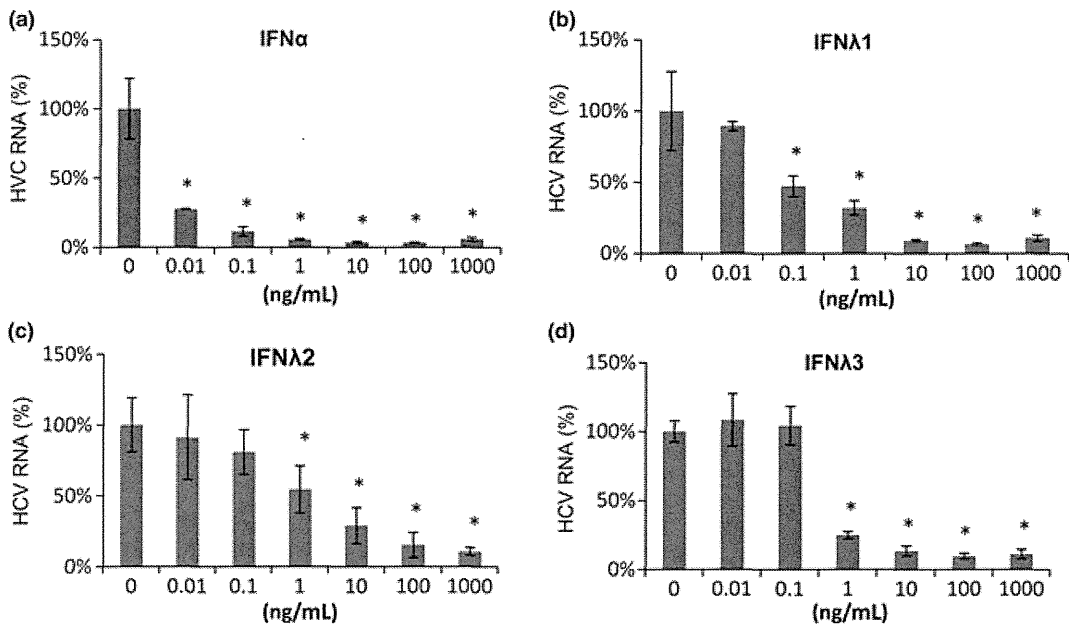 (a)
IFNα
HVC RNA (%)
150%
100%
50%
0%
* * * * * *
0 0.01 0.1 1 10 100 1000
(ng/mL)
(b)
IFNλ1
HCV RNA (%)
150%
100%
50%
0%
* * * * *
0 0.01 0.1 1 10 100 1000
(ng/mL)
(c)
IFNλ2
HCV RNA (%)
150%
100%
50%
0%
* * * *
0 0.01 0.1 1 10 100 1000
(ng/mL)
(d)
IFNλ3
HCV RNA (%)
150%
100%
50%
0%
* * * *
0 0.01 0.1 1 10 100 1000
(ng/mL)